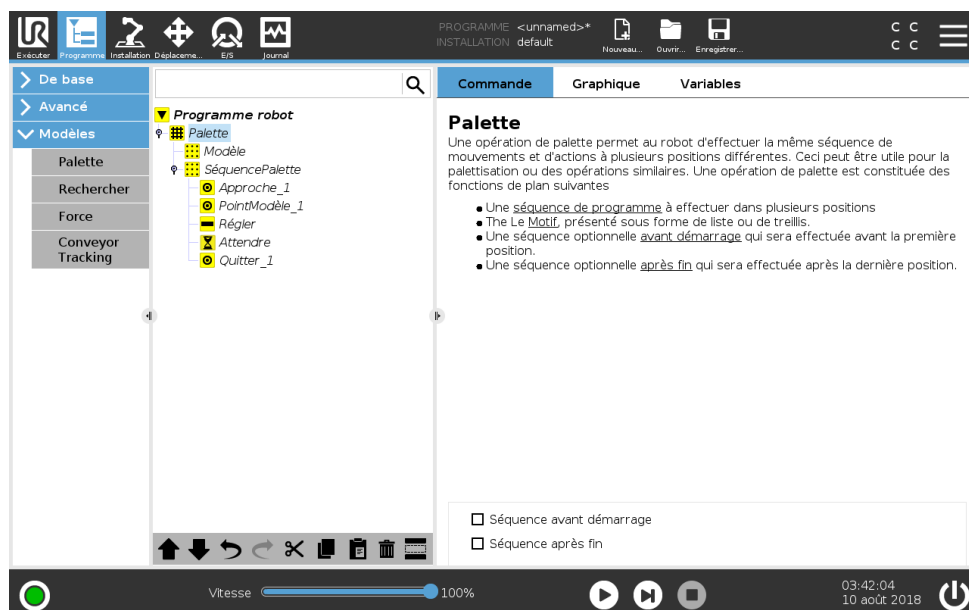 UR
Exécuter
Programme
Installation
Déplaceme...
E/S
Journal
PROGRAMME <unnamed>*
INSTALLATION default
Nouveau...
Ouvrir...
Enregistrer...
C C
C C
De base
Avancé
Modèles
Palette
Rechercher
Force
Conveyor
Tracking
Programme robot
Palette
Modèle
SéquencePalette
Approche_1
PointModèle_1
Régler
Attendre
Quitter_1
Commande Graphique Variables
Palette
Une opération de palette permet au robot d'effectuer la même séquence de
mouvements et d'actions à plusieurs positions différentes. Ceci peut être utile pour la
palettisation ou des opérations similaires. Une opération de palette est constituée des
fonctions de plan suivantes
Une séquence de programme à effectuer dans plusieurs positions
The Le Motif, présenté sous forme de liste ou de treillis.
Une séquence optionnelle avant démarrage qui sera effectuée avant la première
position.
Une séquence optionnelle après fin qui sera effectuée après la dernière position.
Séquence avant démarrage
Séquence après fin
Vitesse 100%
03:42:04
10 août 2018